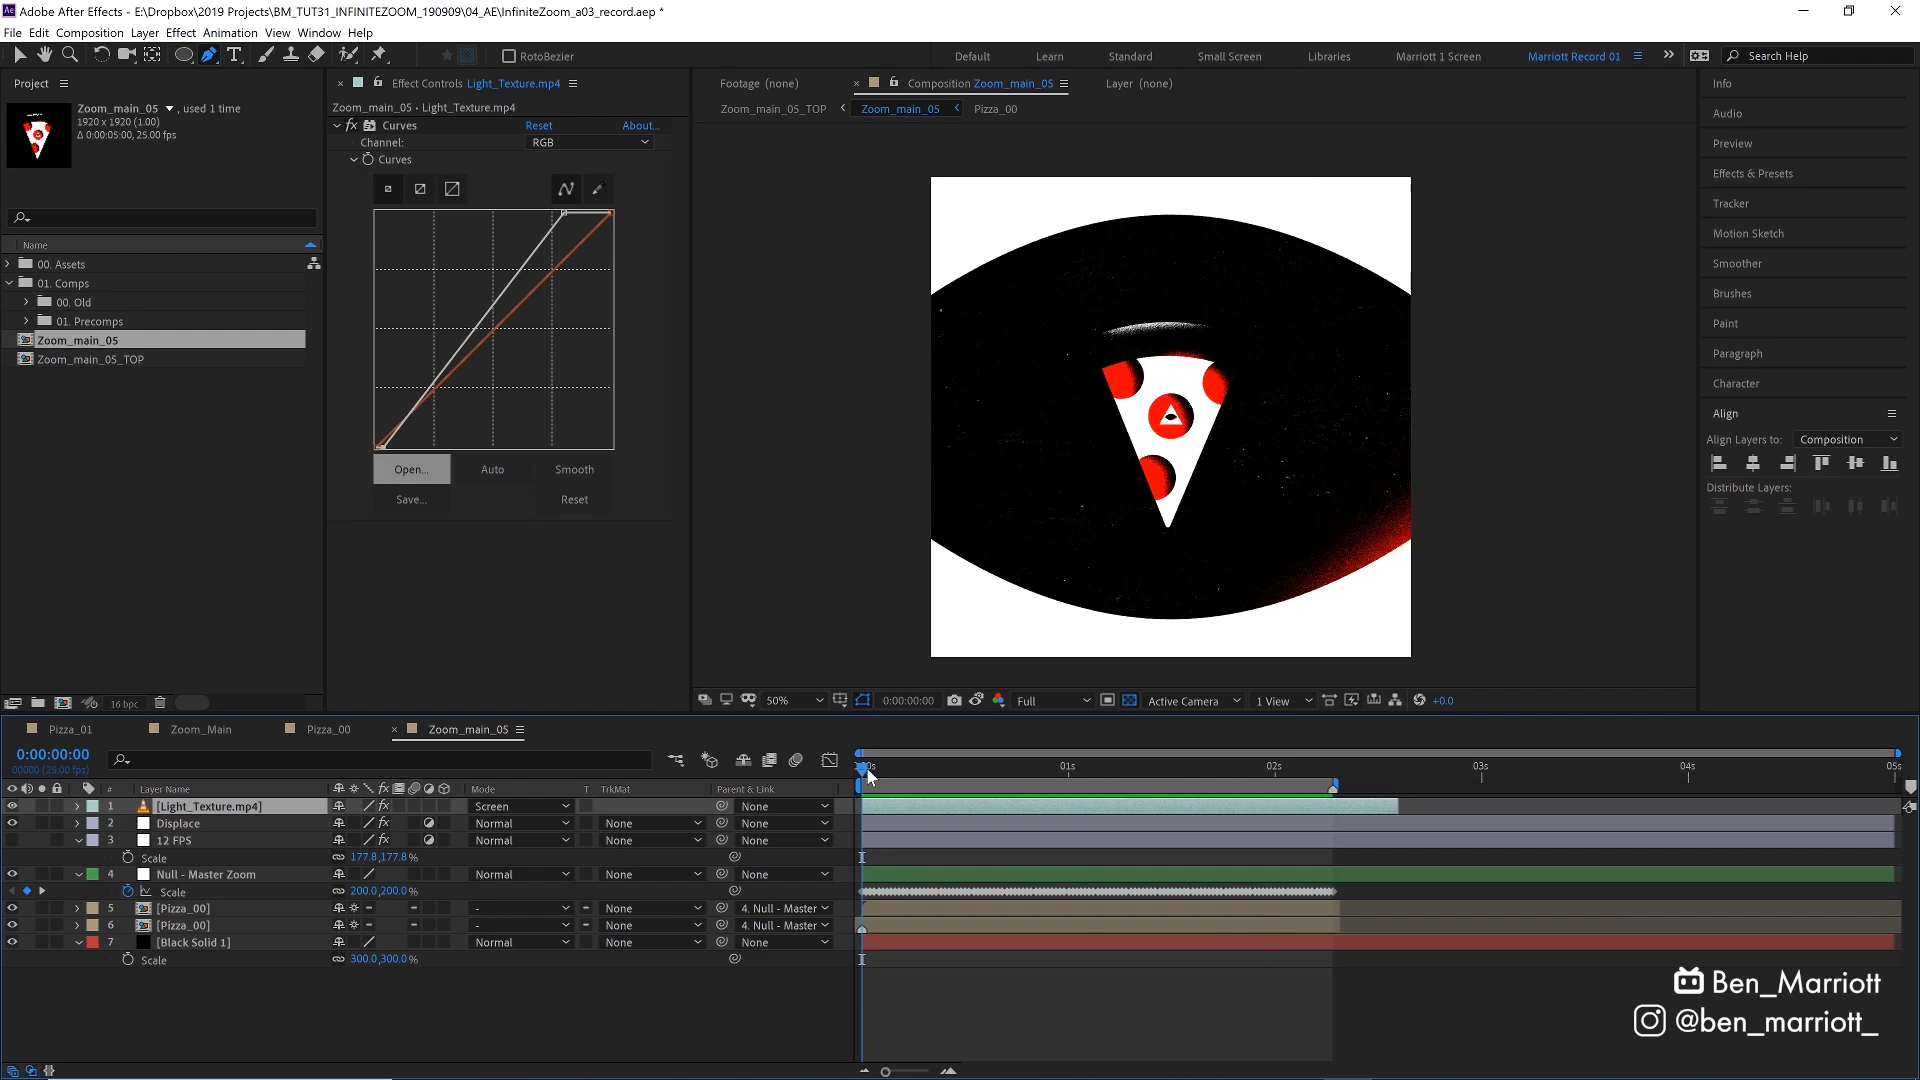 Adobe After Effects - E:\Dropbox\2019 Projects\BM_TUT31_INFINITEZOOM_190909\04_AE\InfiniteZoom_a03_record.aep *
File Edit Composition Layer Effect Animation View Window Help
RotoBezier Default Learn Standard Small Screen Libraries Marriott 1 Screen Marriott Record 01 Search Help
Project Effect Controls Light_Texture.mp4 Footage (none) Composition Zoom_main_05 Layer (none) Info
Zoom_main_05 , used 1 time Zoom_main_05 • Light_Texture.mp4 Zoom_main_05_TOP Zoom_main_05 Pizza_00
1920 x 1920 (1.00)
Δ 0:00:05:00, 25.00 fps
fx Curves Reset About...
Channel: RGB
Curves
Audio
Preview
Effects & Presets
Tracker
Motion Sketch
Smoother
Brushes
Paint
Paragraph
Character
Align
Align Layers to: Composition
Distribute Layers:
Name
00. Assets
01. Comps
00. Old
01. Precomps
Zoom_main_05
Zoom_main_05_TOP
Open... Auto Smooth
Save... Reset
16 bpc 50% 0:00:00:00 Full Active Camera 1 View +0.0
Pizza_01 Zoom_Main Pizza_00 Zoom_main_05
0:00:00:00
00000 (25.00 fps)
01s 02s 03s 04s 05s
# Layer Name fx Mode T TrkMat Parent & Link
1 [Light_Texture.mp4] fx Screen None
2 Displace fx Normal None None
3 12 FPS fx Normal None None
Scale 177.8,177.8%
4 Null - Master Zoom Normal None None
Scale 200.0,200.0%
5 [Pizza_00] - None 4. Null - Master
6 [Pizza_00] - None 4. Null - Master
7 [Black Solid 1] Normal None None
Scale 300.0,300.0%
Ben_Marriott
@ben_marriott_